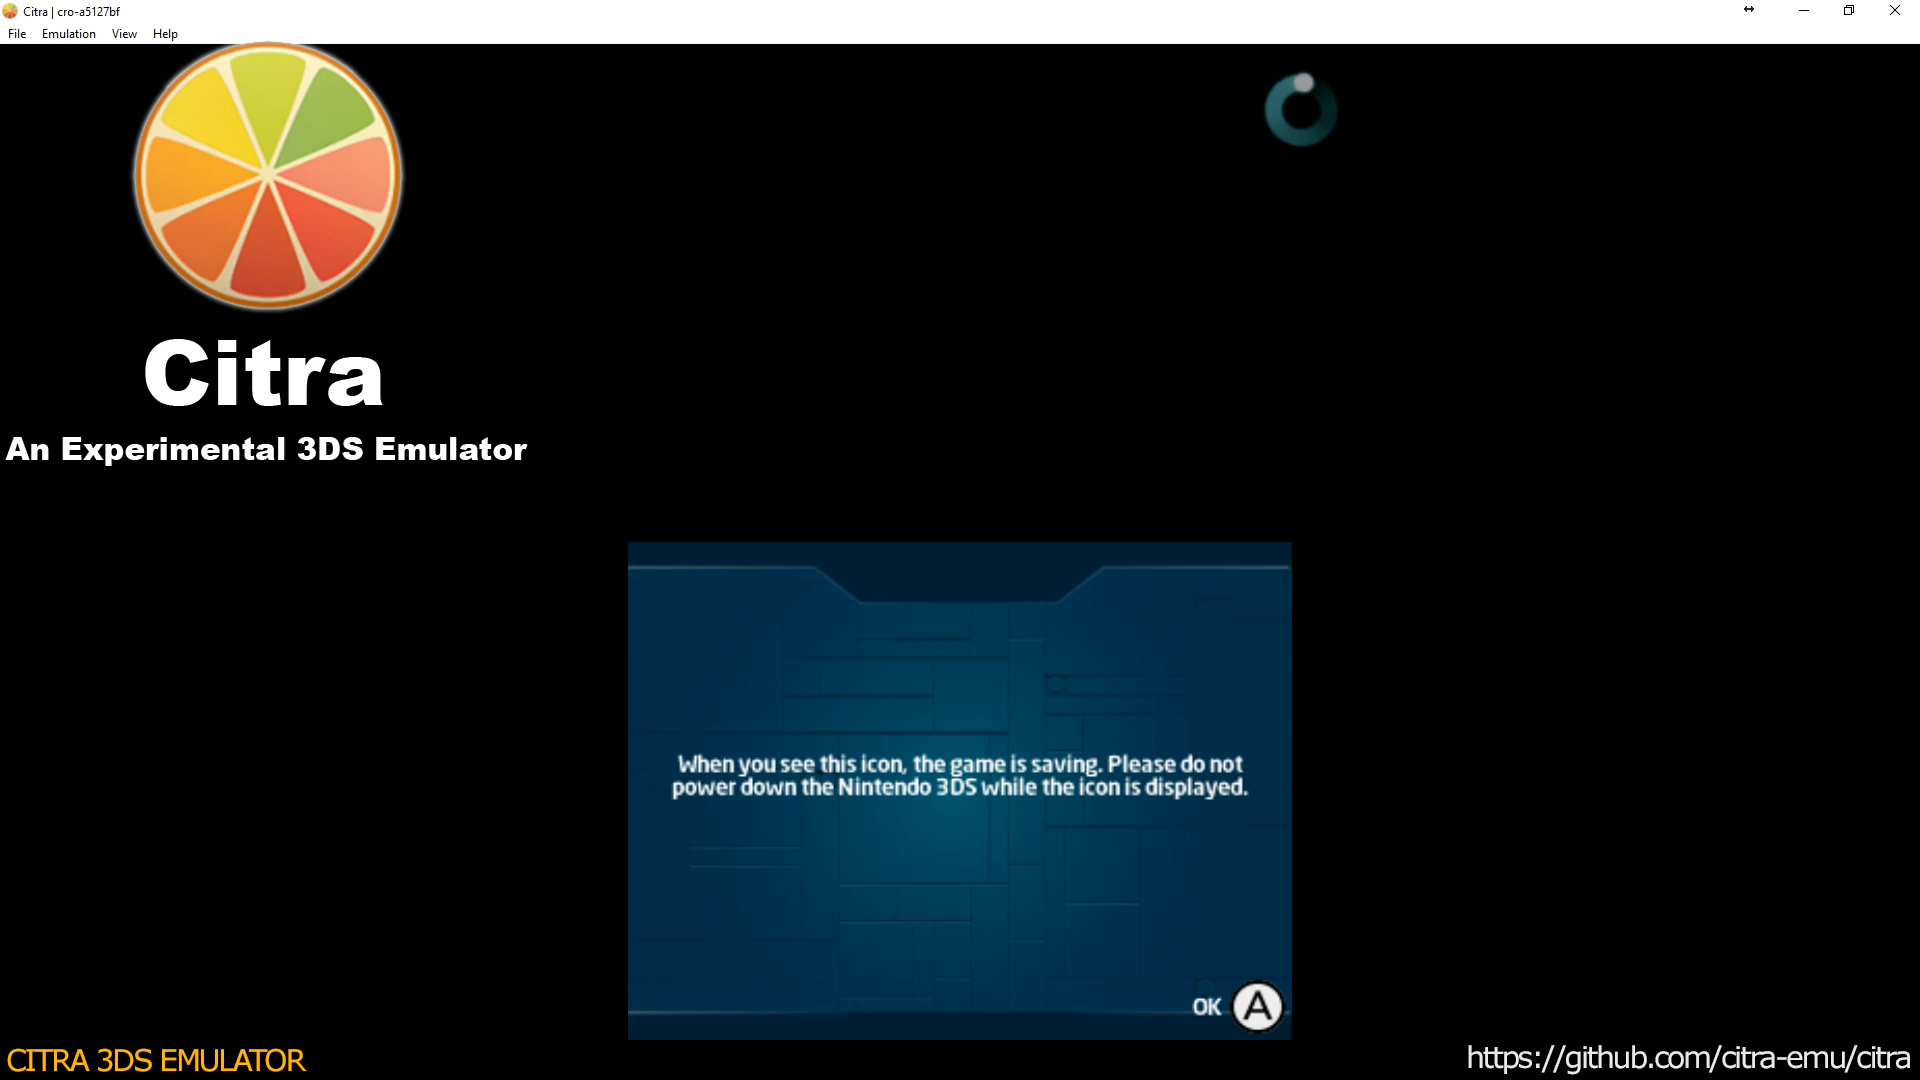 Citra | cro-a5127bf
File Emulation View Help
Citra
An Experimental 3DS Emulator
When you see this icon, the game is saving. Please do not
power down the Nintendo 3DS while the icon is displayed.
OK A
CITRA 3DS EMULATOR
https://github.com/citra-emu/citra